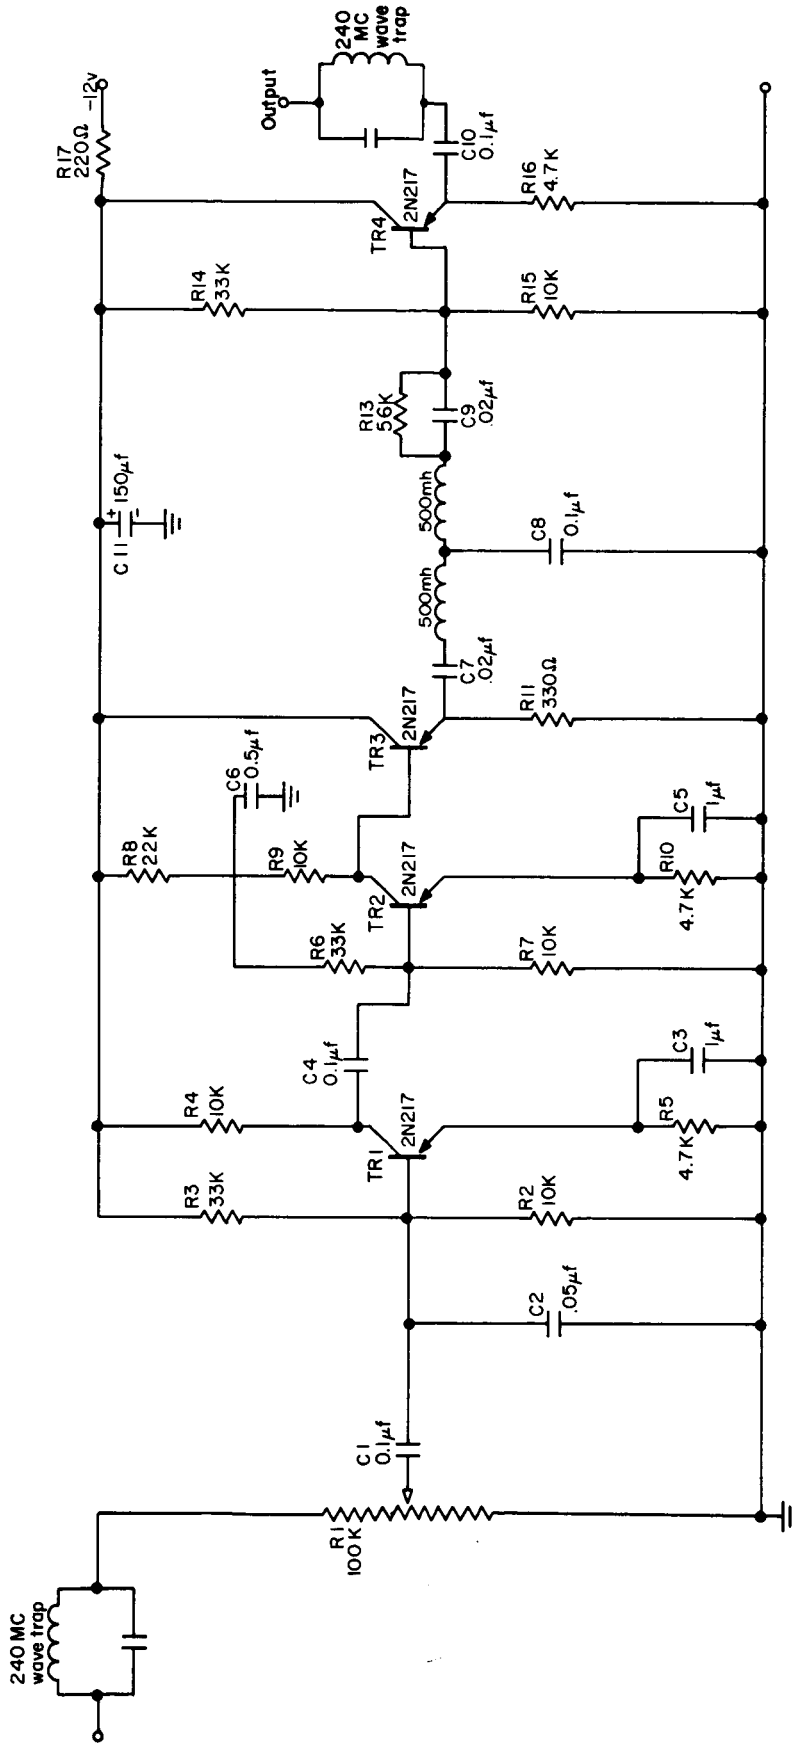 240 MC
wave trap
R1
100K
C1
0.1μf
C2
.05μf
R3
33K
R2
10K
TR1
2N217
R4
10K
R5
4.7K
C3
1μf
C4
0.1μf
R6
33K
R7
10K
TR2
2N217
R8
22K
R9
10K
R10
4.7K
C5
1μf
C6
0.5μf
TR3
2N217
R11
330Ω
C7
.02μf
500mh
500mh
C8
0.1μf
C11
+ 150μf
-
R13
56K
C9
.02μf
R14
33K
R15
10K
TR4
2N217
R16
4.7K
C10
0.1μf
R17
220Ω
-12v
Output
240
MC
wave
trap